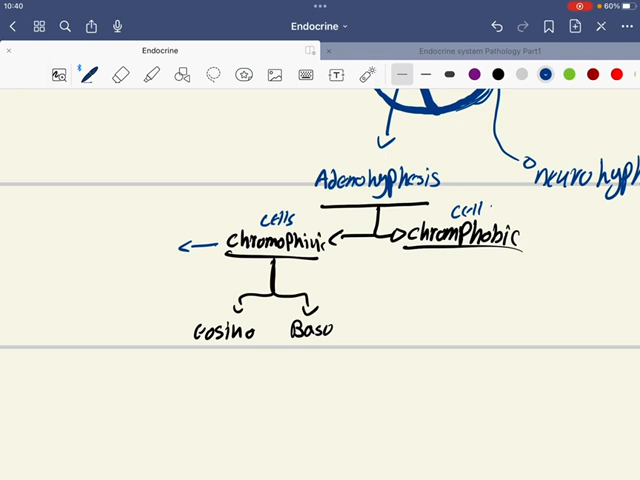 10:40
60%
Endocrine
Endocrine
Endocrine system Pathology Part1
Adenohyphesis
neurohyph
cells
cell
chromophinic
chromphobic
Eosino
Baso